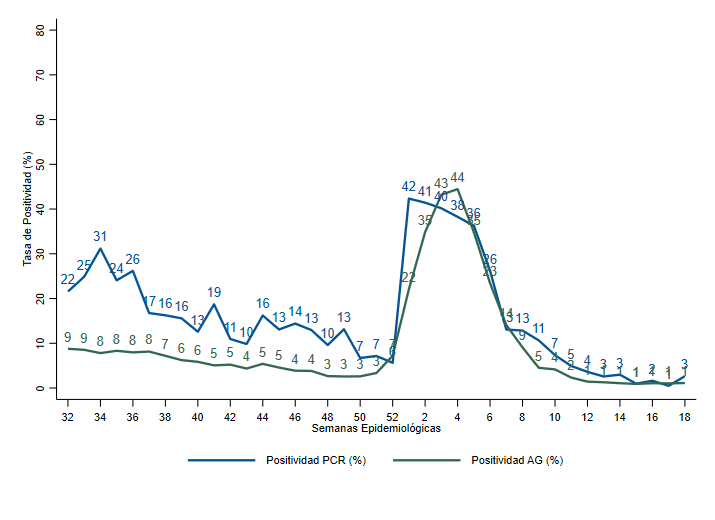 80
70
60
50
40
30
20
10
0
Tasa de Positividad (%)
22 25 31 24 26 17 16 16 13 19 11 10 16 13 14 13 10 13 7 7 6 42 41 40 38 36 26 13 13 11 7 5 4 3 3 1 2 1 3
9 9 8 8 8 8 7 6 6 5 5 4 5 5 4 4 3 3 3 3 7 22 35 43 44 35 23 14 9 5 4 2 1 1 1 1 1 1 1
32 34 36 38 40 42 44 46 48 50 52 2 4 6 8 10 12 14 16 18
Semanas Epidemiológicas
Positividad PCR (%) Positividad AG (%)